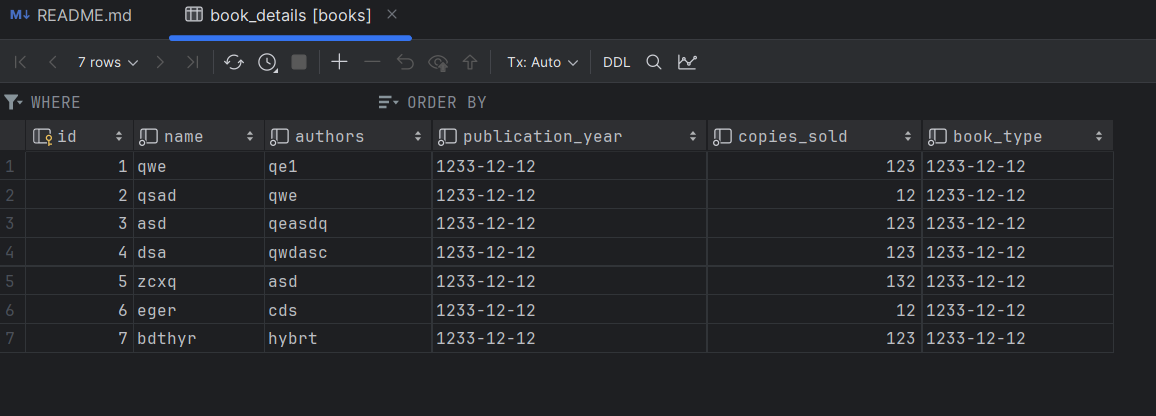 M↓ README.md book_details [books] ×
7 rows Tx: Auto DDL
WHERE ORDER BY
id name authors publication_year copies_sold book_type
1 1 qwe qe1 1233-12-12 123 1233-12-12
2 2 qsad qwe 1233-12-12 12 1233-12-12
3 3 asd qeasdq 1233-12-12 123 1233-12-12
4 4 dsa qwdasc 1233-12-12 123 1233-12-12
5 5 zcxq asd 1233-12-12 132 1233-12-12
6 6 eger cds 1233-12-12 12 1233-12-12
7 7 bdthyr hybrt 1233-12-12 123 1233-12-12